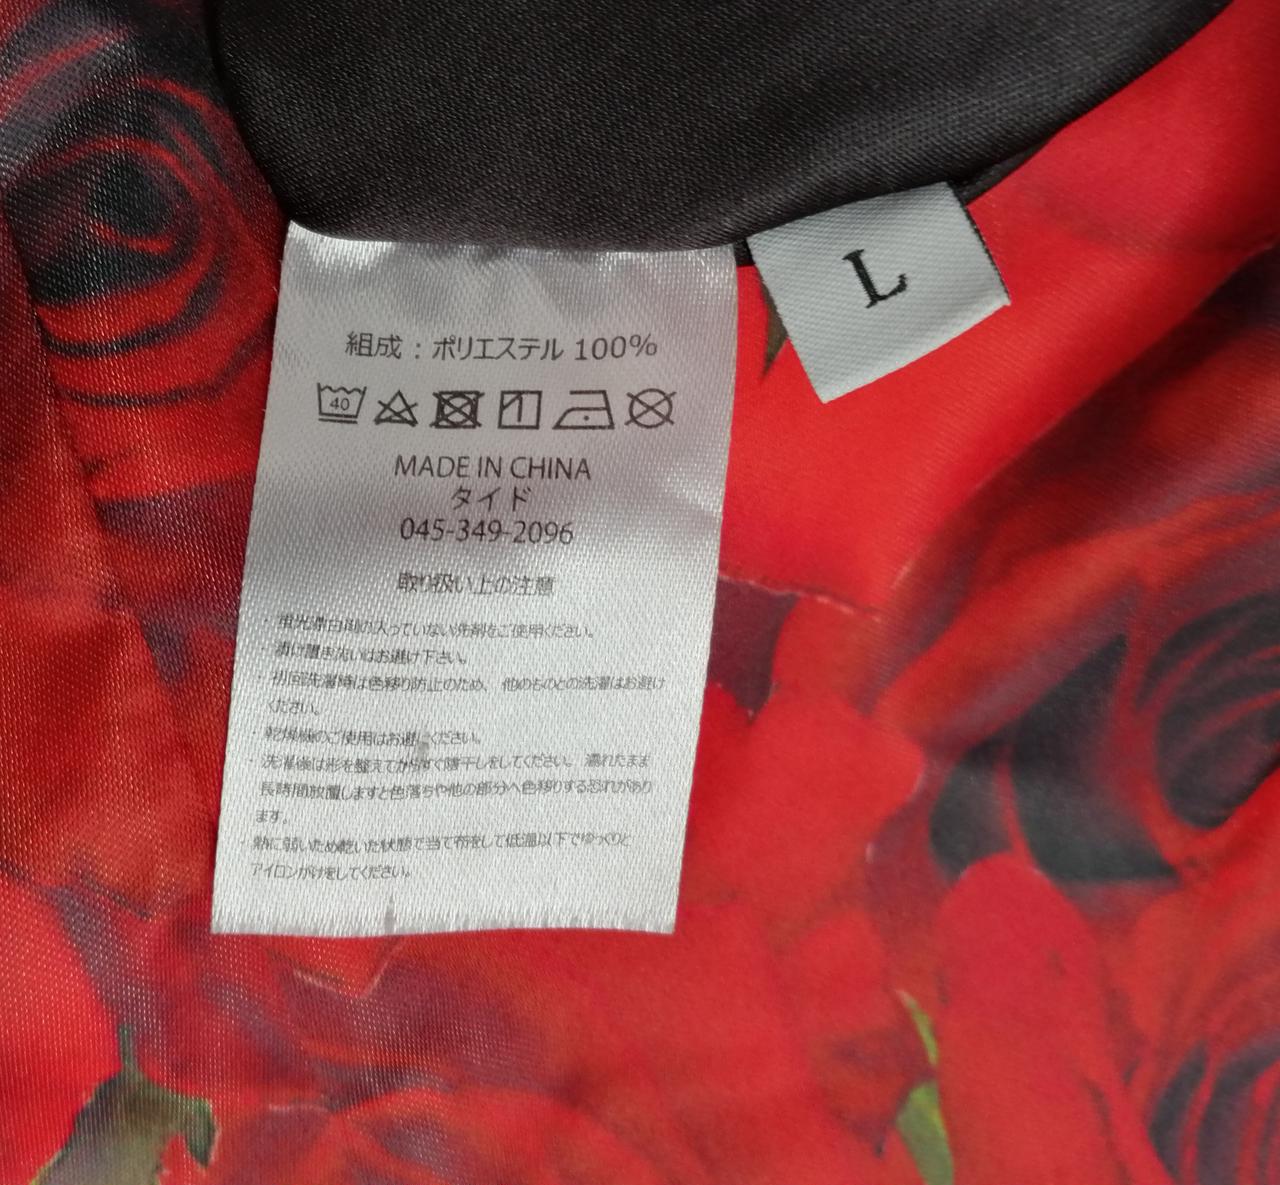 組成：ポリエステル 100%
40
MADE IN CHINA
タイド
045-349-2096
取り扱い上の注意
・蛍光漂白剤の入っていない洗剤をご使用ください。
・漬け置き洗いはお避け下さい。
・初回洗濯時は色移り防止のため、他のものとの洗濯はお避け
ください。
乾燥機のご使用はお避けください。
・洗濯後は形を整えてからすぐ陰干しをしてください。濡れたまま
長時間放置しますと色落ちや他の部分へ色移りする恐れがあり
ます。
・熱に弱いため乾いた状態で当て布をして低温以下でゆっくりと
アイロンがけをしてください。
L